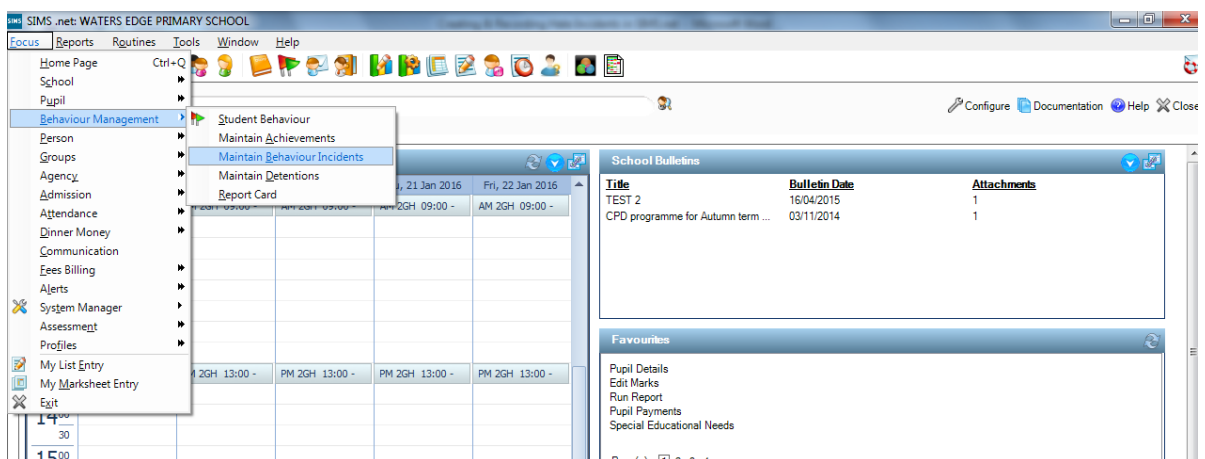 SIMS .net: WATERS EDGE PRIMARY SCHOOL
Focus Reports Routines Tools Window Help
Home Page Ctrl+Q
School
Pupil
Behaviour Management
Person
Groups
Agency
Admission
Attendance
Dinner Money
Communication
Fees Billing
Alerts
System Manager
Assessment
Profiles
My List Entry
My Marksheet Entry
Exit
Student Behaviour
Maintain Achievements
Maintain Behaviour Incidents
Maintain Detentions
Report Card
Configure Documentation Help Close
21 Jan 2016 Fri, 22 Jan 2016
AM 2GH 09:00 - AM 2GH 09:00 - AM 2GH 09:00 - AM 2GH 09:00 -
2GH 13:00 - PM 2GH 13:00 - PM 2GH 13:00 - PM 2GH 13:00 -
14 00
30
15 00
School Bulletins
Title Bulletin Date Attachments
TEST 2 16/04/2015 1
CPD programme for Autumn term ... 03/11/2014 1
Favourites
Pupil Details
Edit Marks
Run Report
Pupil Payments
Special Educational Needs